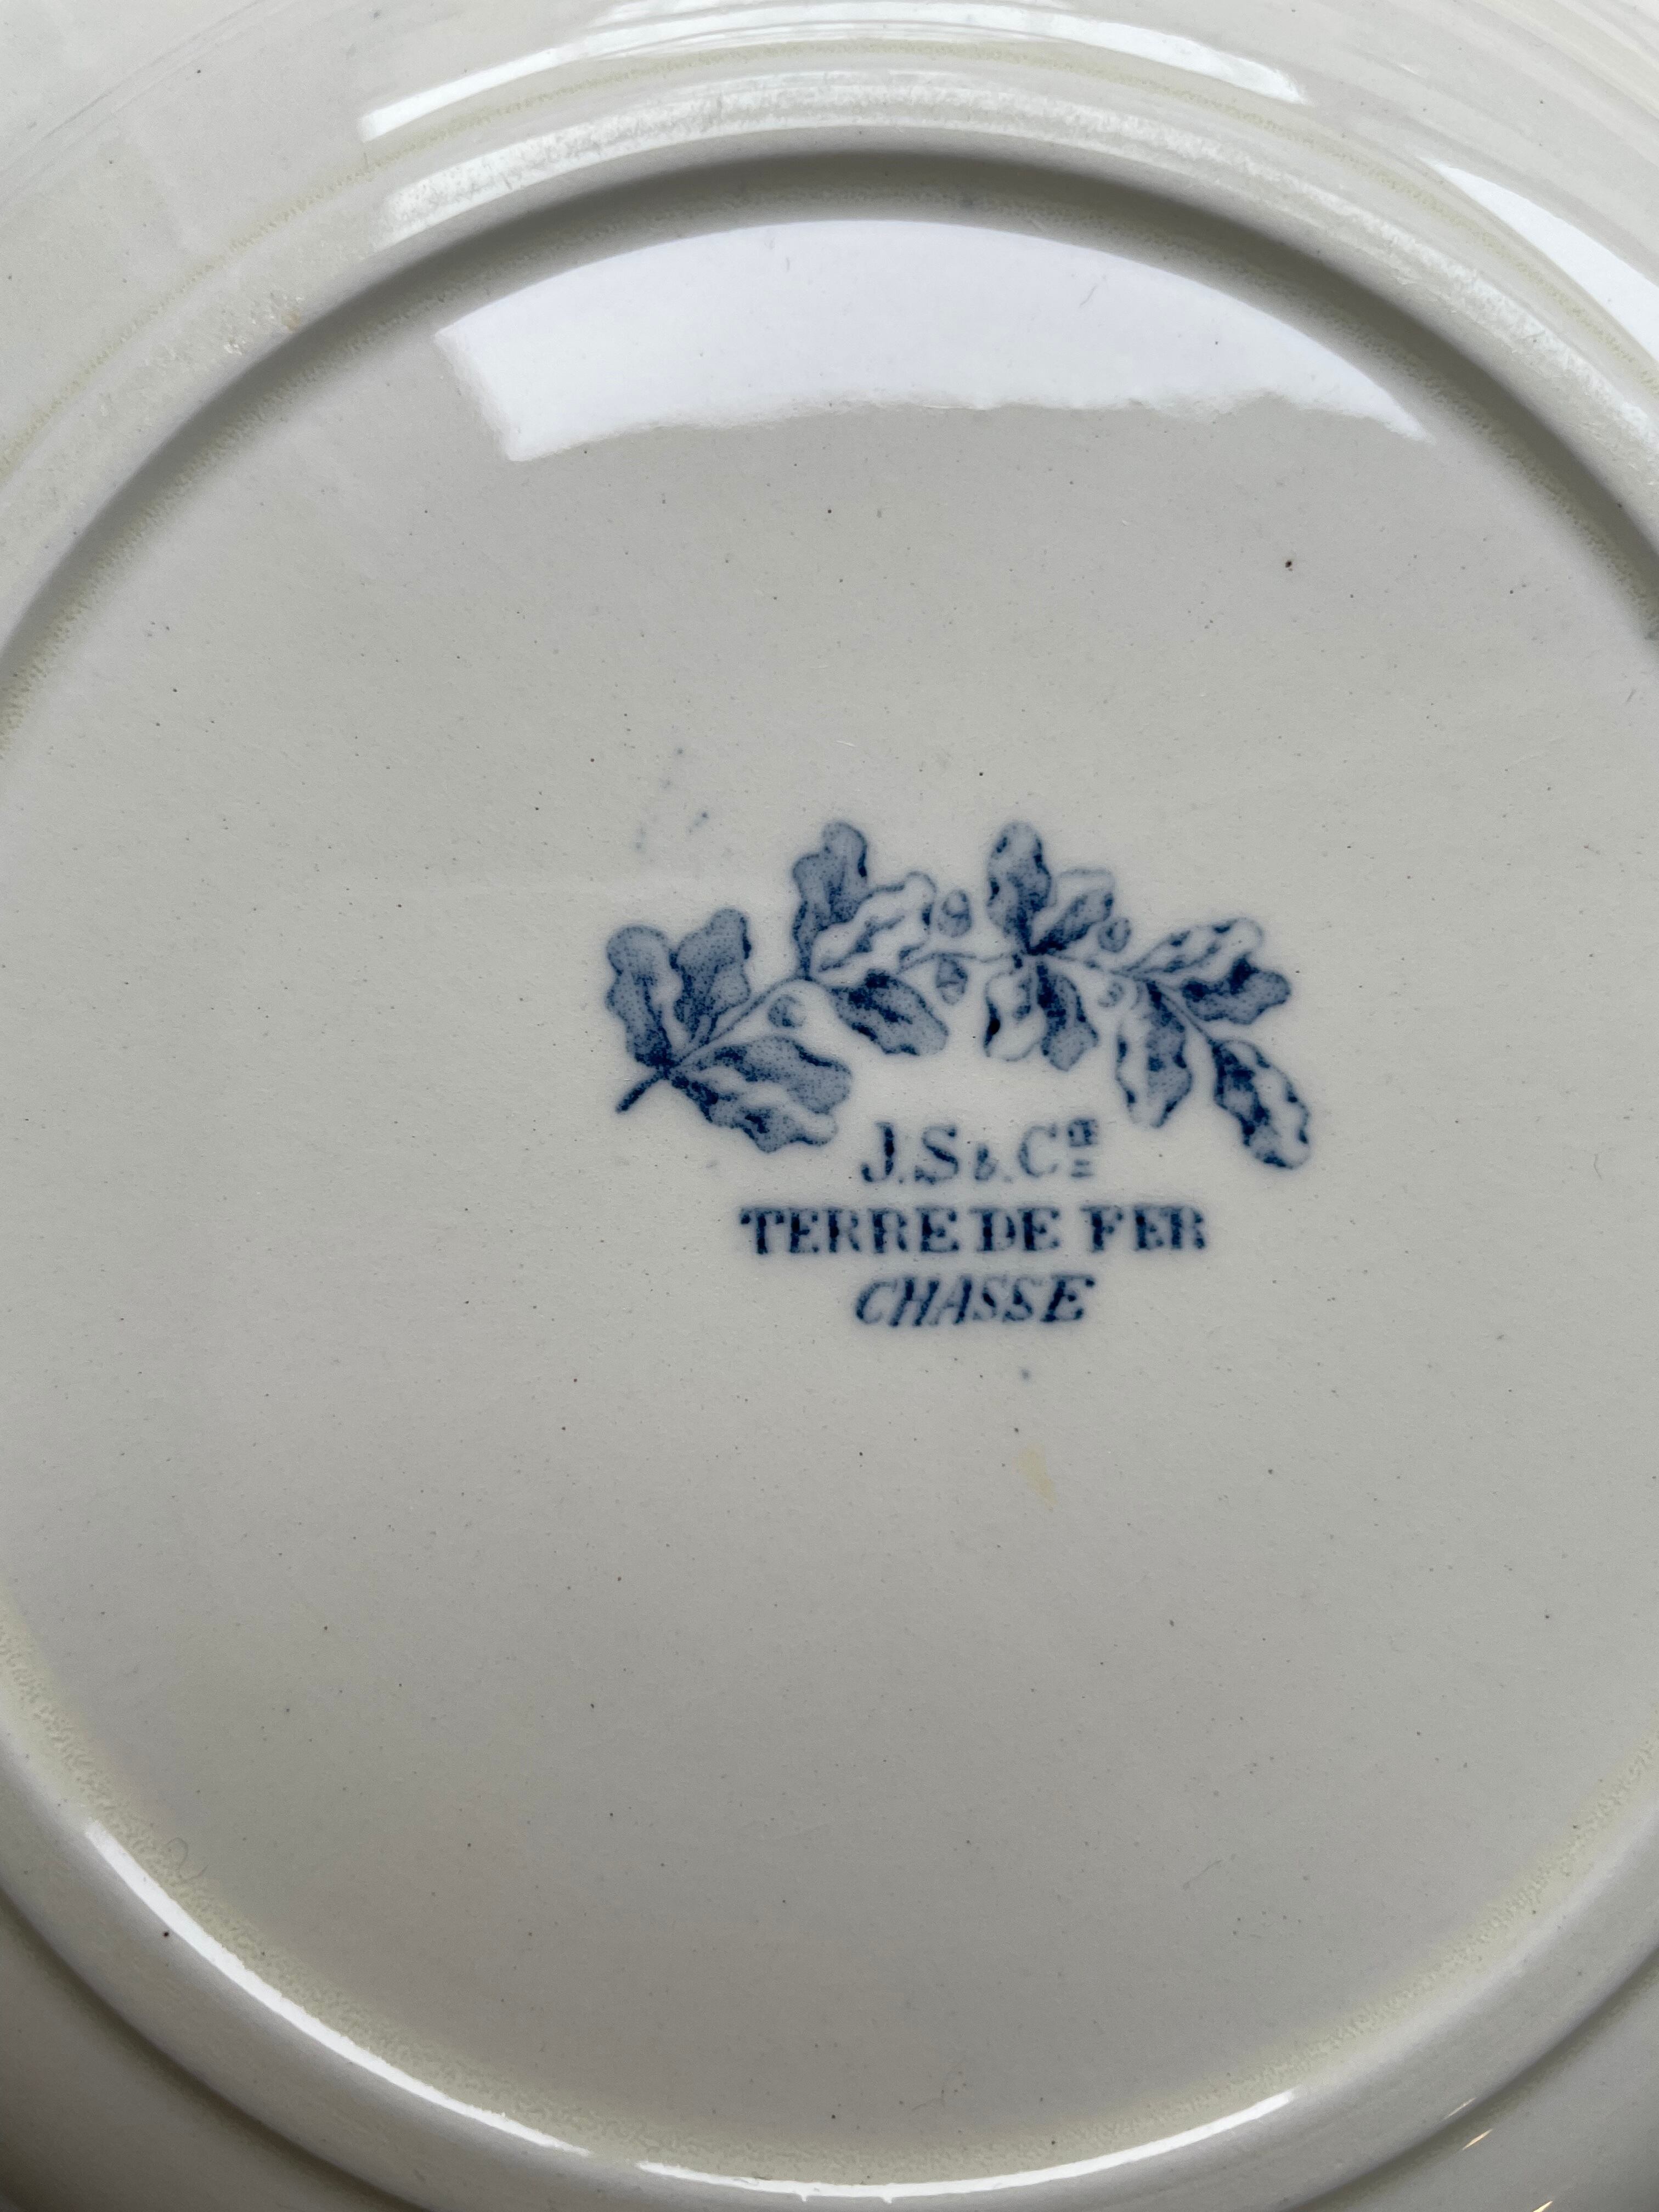 J.S & Cie
TERRE DE FER
CHASSE